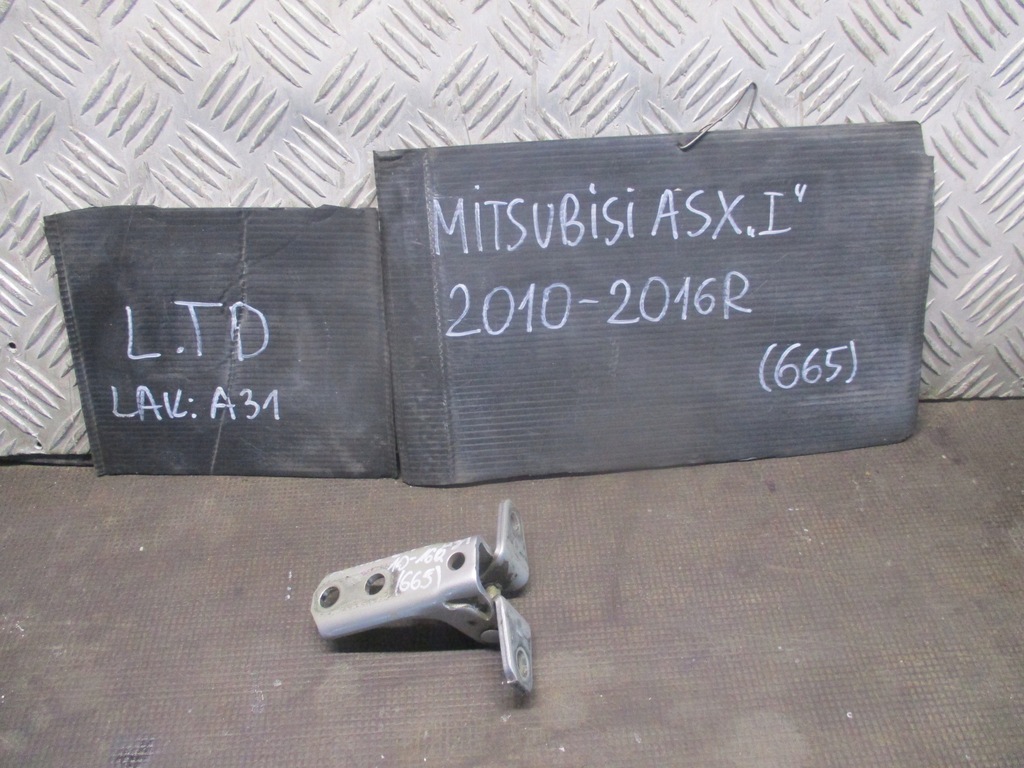 L.TD
LAK: A31
MITSUBISI ASX „I"
2010-2016R
(665)
(665)